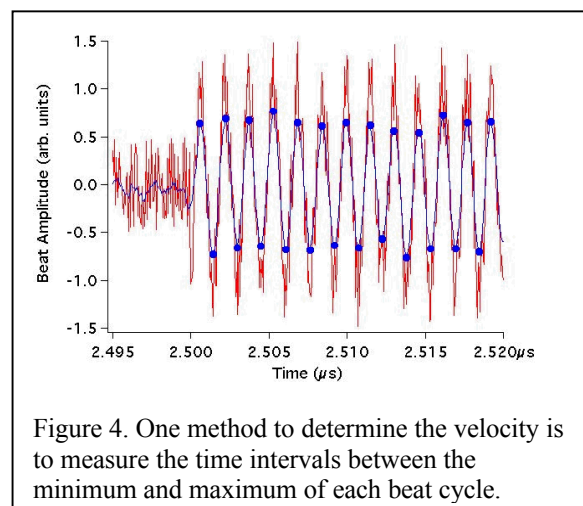 1.5
1.0
0.5
0.0
-0.5
-1.0
-1.5
Beat Amplitude (arb. units)
2.495 2.500 2.505 2.510 2.515 2.520µs
Time (µs)
Figure 4. One method to determine the velocity is
to measure the time intervals between the
minimum and maximum of each beat cycle.